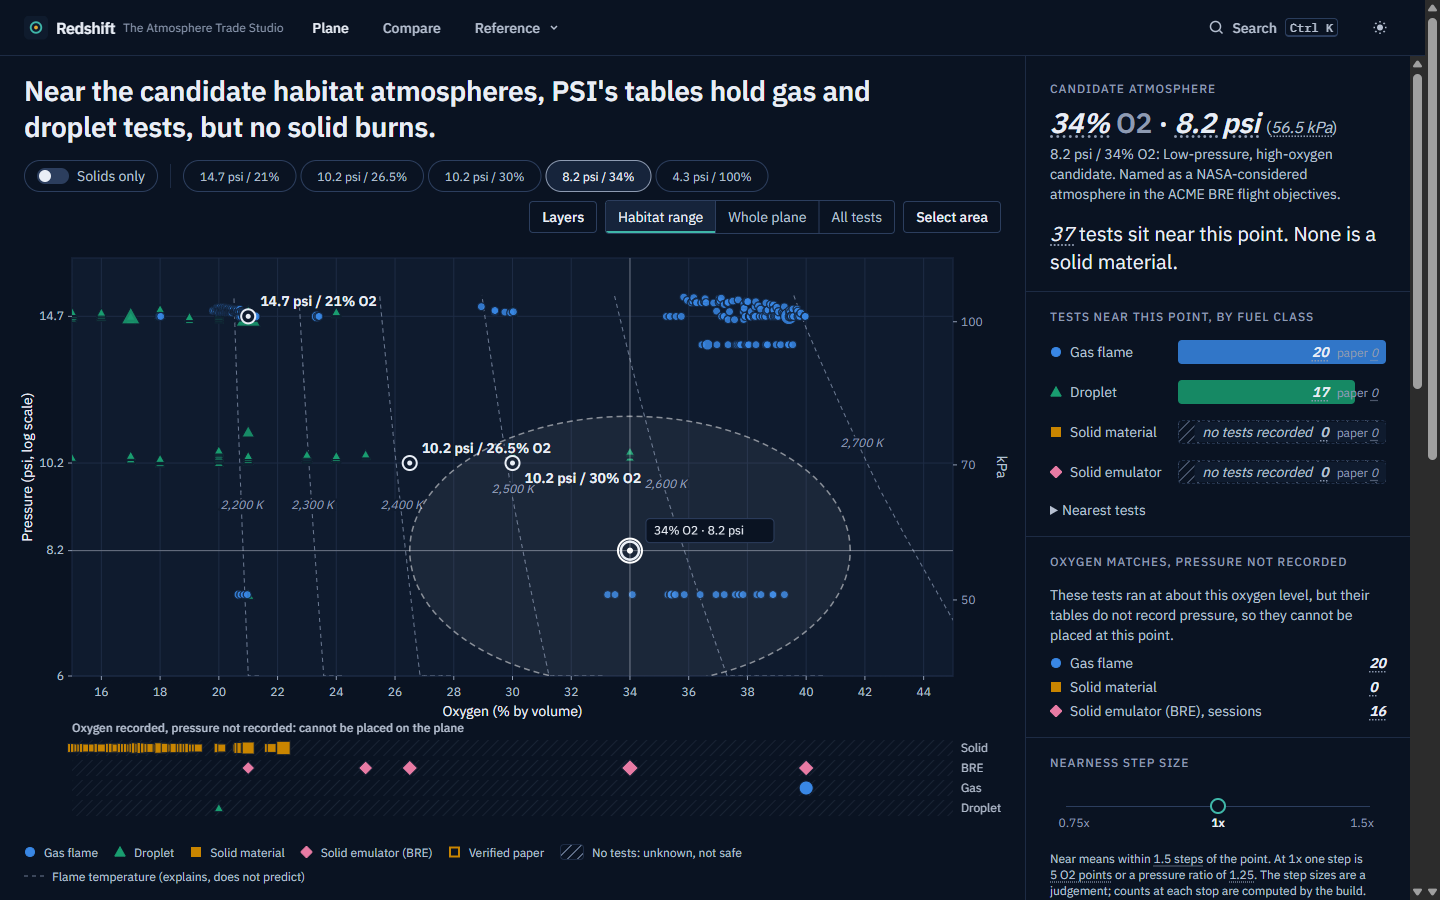 Redshift The Atmosphere Trade Studio Plane Compare Reference Search Ctrl K
Near the candidate habitat atmospheres, PSI's tables hold gas and
droplet tests, but no solid burns.
Solids only 14.7 psi / 21% 10.2 psi / 26.5% 10.2 psi / 30% 8.2 psi / 34% 4.3 psi / 100%
Layers Habitat range Whole plane All tests Select area
14.7 psi / 21% O2
14.7
100
2,700 K
10.2 psi / 26.5% O2
10.2
70
10.2 psi / 30% O2
2,600 K
2,500 K
2,200 K 2,300 K 2,400 K
34% O2 · 8.2 psi
8.2
50
6
Pressure (psi, log scale)
kPa
16 18 20 22 24 26 28 30 32 34 36 38 40 42 44
Oxygen (% by volume)
Oxygen recorded, pressure not recorded: cannot be placed on the plane
Solid
BRE
Gas
Droplet
Gas flame Droplet Solid material Solid emulator (BRE) Verified paper No tests: unknown, not safe
Flame temperature (explains, does not predict)
CANDIDATE ATMOSPHERE
34% O2 · 8.2 psi (56.5 kPa)
8.2 psi / 34% O2: Low-pressure, high-oxygen
candidate. Named as a NASA-considered
atmosphere in the ACME BRE flight objectives.
37 tests sit near this point. None is a
solid material.
TESTS NEAR THIS POINT, BY FUEL CLASS
Gas flame 20 paper 0
Droplet 17 paper 0
Solid material no tests recorded 0 paper 0
Solid emulator no tests recorded 0 paper 0
Nearest tests
OXYGEN MATCHES, PRESSURE NOT RECORDED
These tests ran at about this oxygen level, but their
tables do not record pressure, so they cannot be
placed at this point.
Gas flame 20
Solid material 0
Solid emulator (BRE), sessions 16
NEARNESS STEP SIZE
0.75x 1x 1.5x
Near means within 1.5 steps of the point. At 1x one step is
5 O2 points or a pressure ratio of 1.25. The step sizes are a
judgement; counts at each stop are computed by the build.